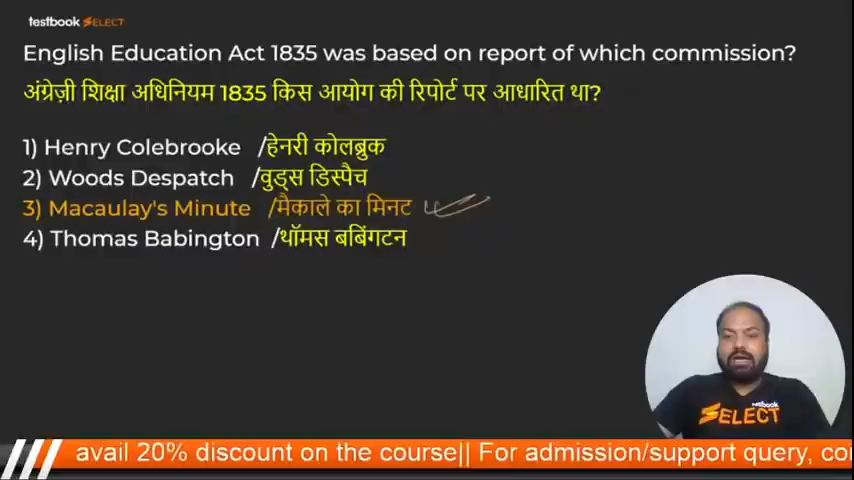 testbook SELECT
English Education Act 1835 was based on report of which commission?
अंग्रेज़ी शिक्षा अधिनियम 1835 किस आयोग की रिपोर्ट पर आधारित था?
1) Henry Colebrooke /हेनरी कोलब्रुक
2) Woods Despatch /वुड्स डिस्पैच
3) Macaulay's Minute /मैकाले का मिनट
4) Thomas Babington /थॉमस बबिंगटन
testbook
SELECT
avail 20% discount on the course|| For admission/support query, co